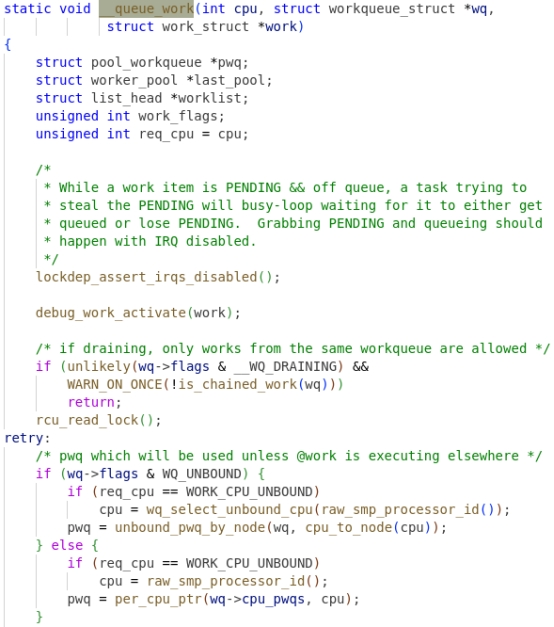 static void __queue_work(int cpu, struct workqueue_struct *wq,
struct work_struct *work)
{
struct pool_workqueue *pwq;
struct worker_pool *last_pool;
struct list_head *worklist;
unsigned int work_flags;
unsigned int req_cpu = cpu;
/*
* While a work item is PENDING && off queue, a task trying to
* steal the PENDING will busy-loop waiting for it to either get
* queued or lose PENDING.  Grabbing PENDING and queueing should
* happen with IRQ disabled.
*/
lockdep_assert_irqs_disabled();
debug_work_activate(work);
/* if draining, only works from the same workqueue are allowed */
if (unlikely(wq->flags & __WQ_DRAINING) &&
WARN_ON_ONCE(!is_chained_work(wq)))
return;
rcu_read_lock();
retry:
/* pwq which will be used unless @work is executing elsewhere */
if (wq->flags & WQ_UNBOUND) {
if (req_cpu == WORK_CPU_UNBOUND)
cpu = wq_select_unbound_cpu(raw_smp_processor_id());
pwq = unbound_pwq_by_node(wq, cpu_to_node(cpu));
} else {
if (req_cpu == WORK_CPU_UNBOUND)
cpu = raw_smp_processor_id();
pwq = per_cpu_ptr(wq->cpu_pwqs, cpu);
}